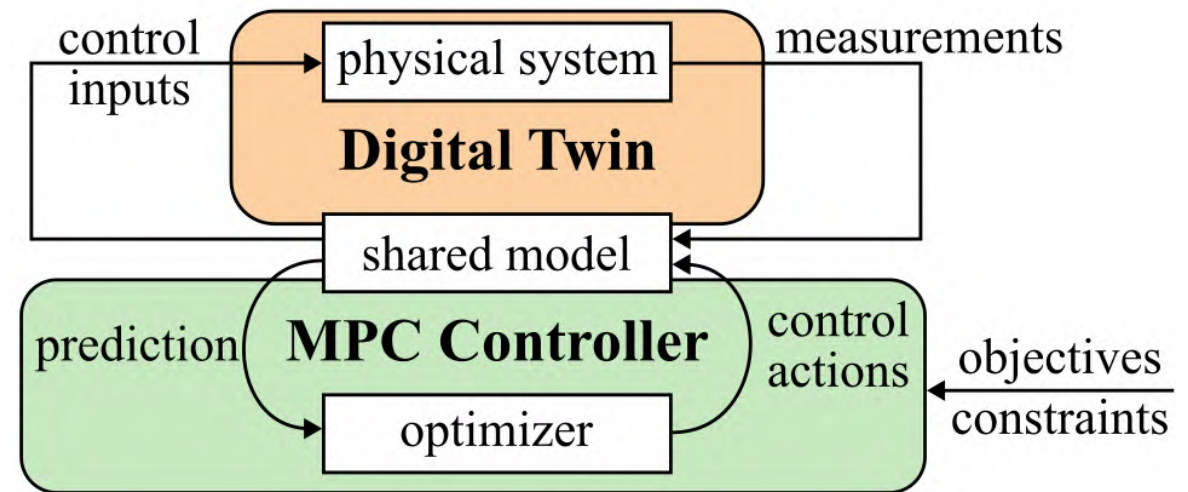 control
inputs
physical system
measurements
Digital Twin
shared model
prediction
MPC Controller
control
actions
optimizer
objectives
constraints